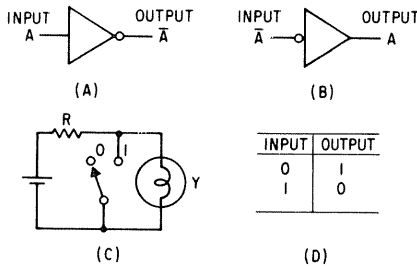 INPUT OUTPUT
A A̅
(A)
INPUT OUTPUT
A̅ A
(B)
R
0 1
Y
(C)
INPUT OUTPUT
0 1
1 0
(D)